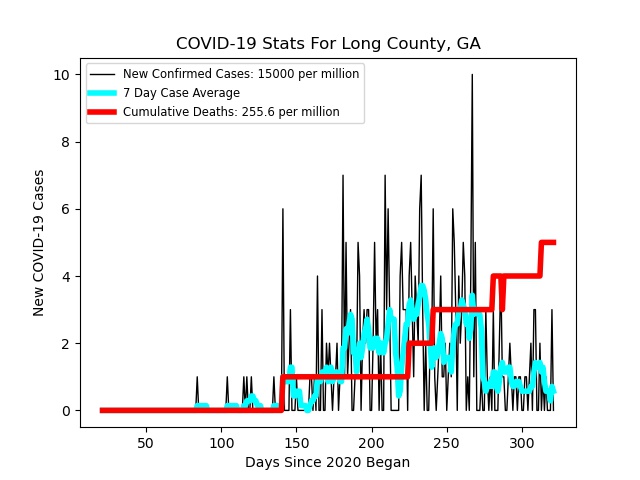 COVID-19 Stats For Long County, GA
New Confirmed Cases: 15000 per million
7 Day Case Average
Cumulative Deaths: 255.6 per million
New COVID-19 Cases
10
8
6
4
2
0
50 100 150 200 250 300
Days Since 2020 Began